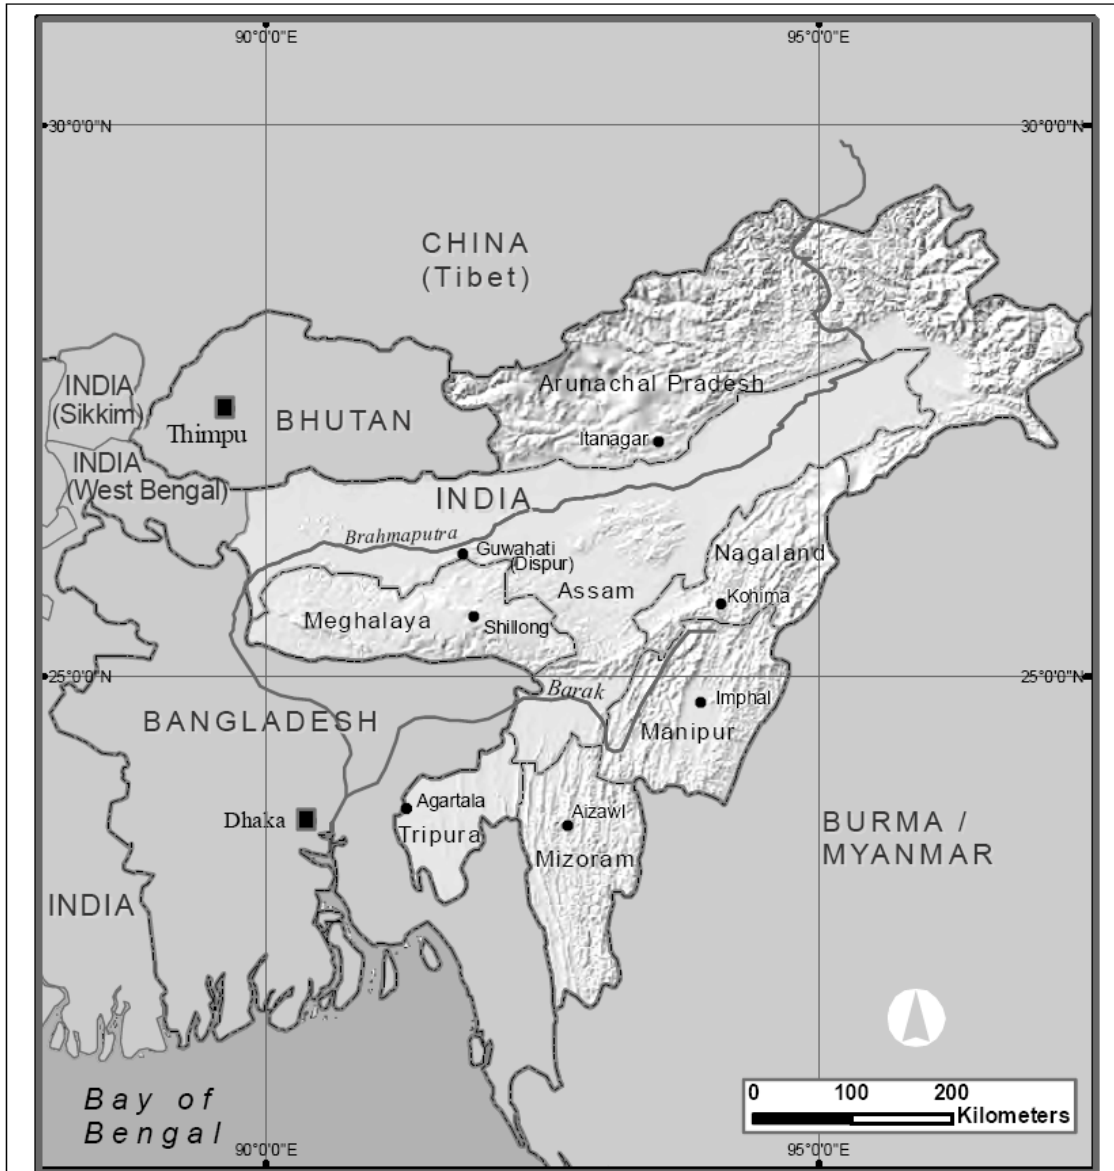 90°0'0"E
95°0'0"E
30°0'0"N
30°0'0"N
CHINA
(Tibet)
INDIA
(Sikkim)
Arunachal Pradesh
Thimpu
BHUTAN
Itanagar
INDIA
(West Bengal)
INDIA
Brahmaputra
Guwahati
(Dispur)
Nagaland
Assam
Kohima
Meghalaya
Shillong
25°0'0"N
25°0'0"N
Barak
Imphal
BANGLADESH
Manipur
Agartala
Aizawl
Dhaka
Tripura
BURMA /
MYANMAR
Mizoram
INDIA
Bay of
Bengal
0 100 200
Kilometers
90°0'0"E
95°0'0"E